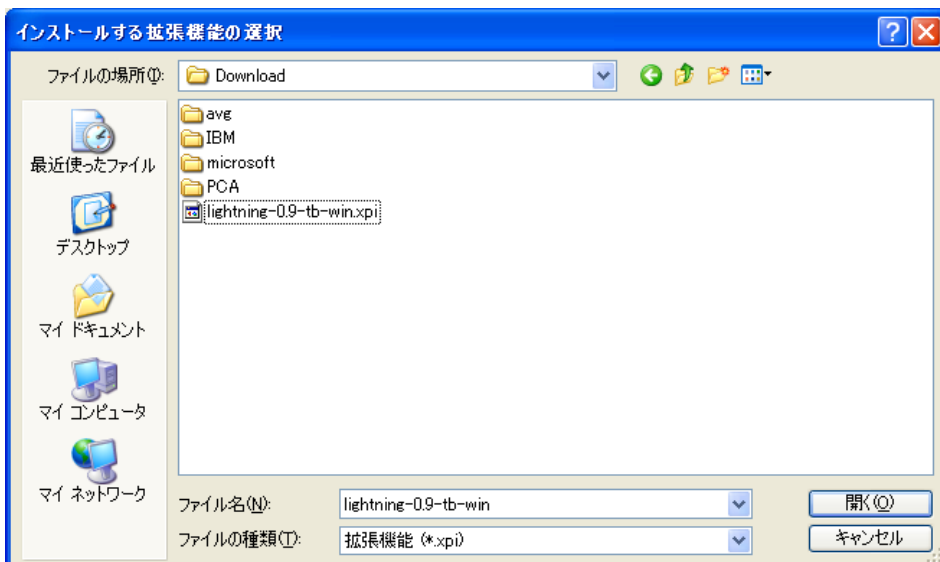 インストールする拡張機能の選択
ファイルの場所(I):
Download
最近使ったファイル
デスクトップ
マイ ドキュメント
マイ コンピュータ
マイ ネットワーク
avg
IBM
microsoft
PCA
lightning-0.9-tb-win.xpi
ファイル名(N):
lightning-0.9-tb-win
開く(O)
ファイルの種類(T):
拡張機能 (*.xpi)
キャンセル